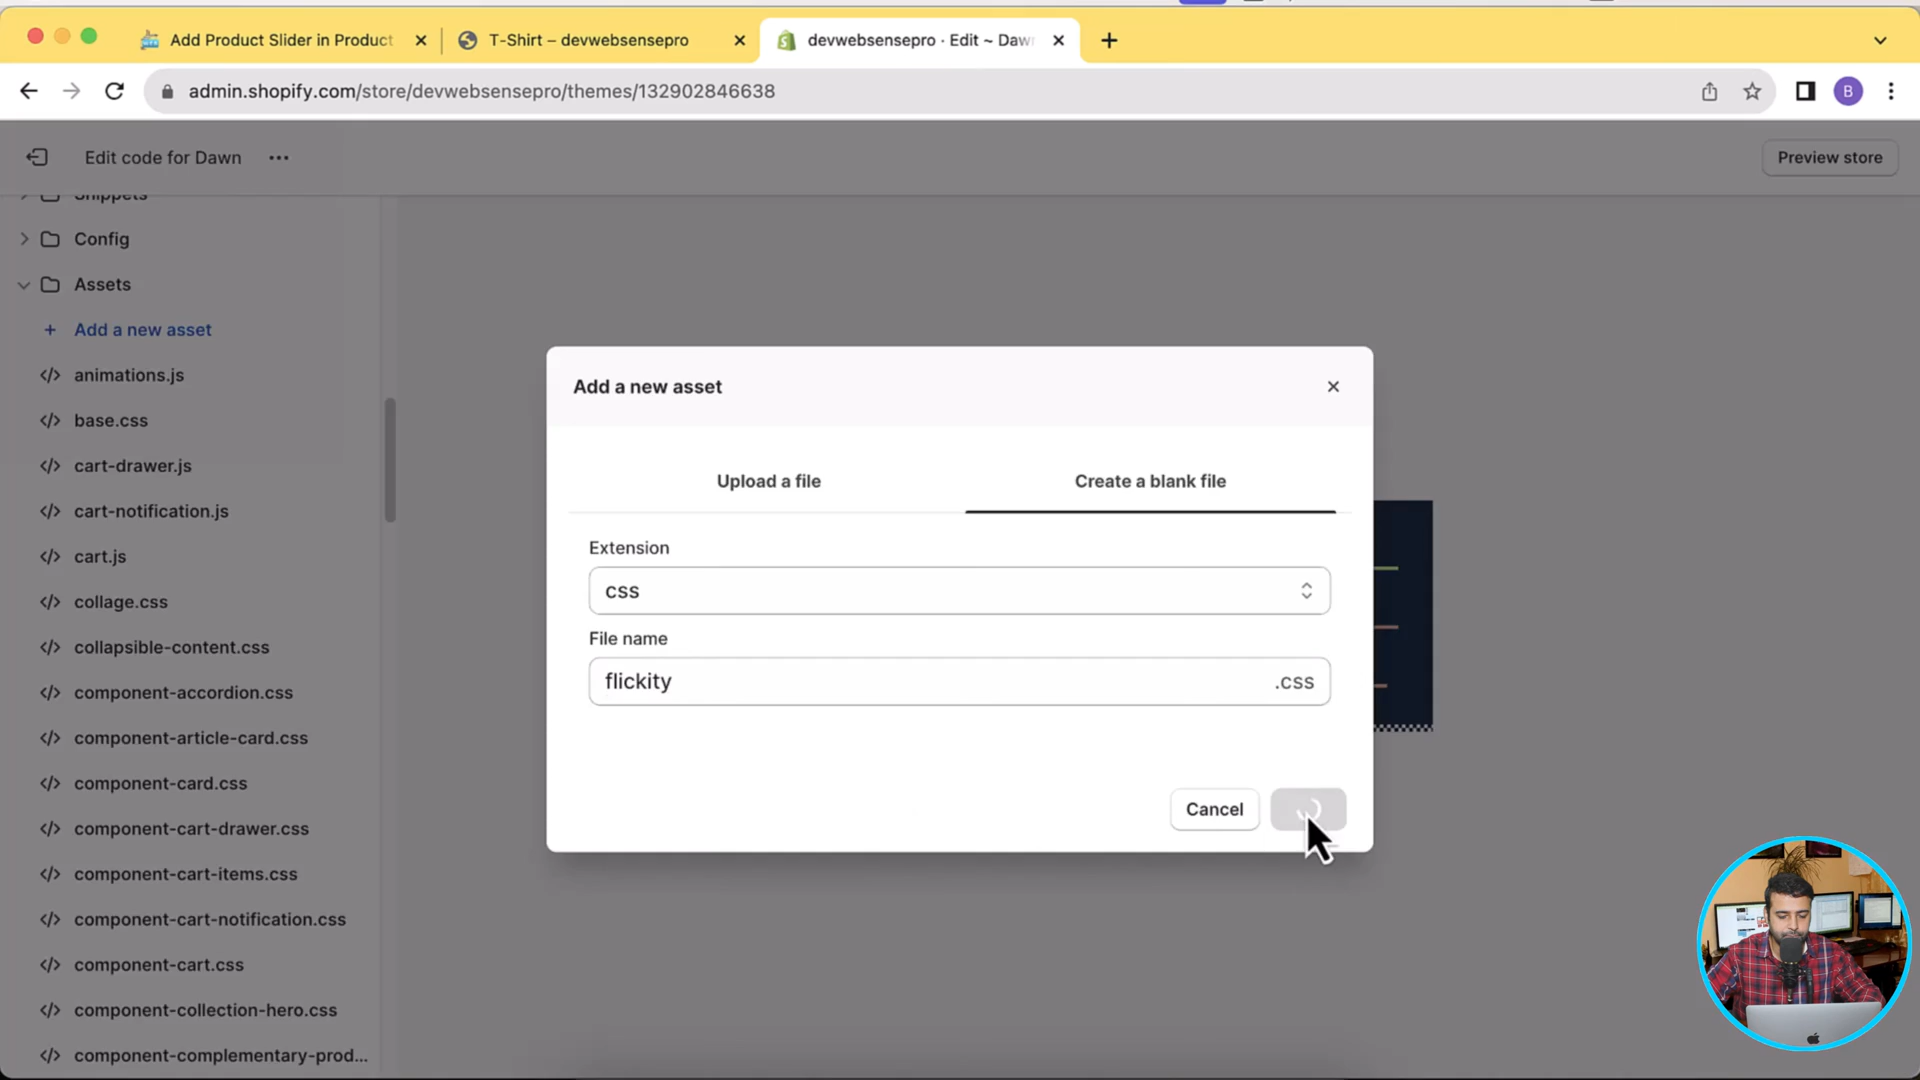 Add Product Slider in Product
T-Shirt – devwebsensepro
devwebsensepro · Edit ~ Daw
admin.shopify.com/store/devwebsensepro/themes/132902846638
B
Edit code for Dawn
Preview store
Snippets
Config
Assets
+ Add a new asset
</> animations.js
</> base.css
</> cart-drawer.js
</> cart-notification.js
</> cart.js
</> collage.css
</> collapsible-content.css
</> component-accordion.css
</> component-article-card.css
</> component-card.css
</> component-cart-drawer.css
</> component-cart-items.css
</> component-cart-notification.css
</> component-cart.css
</> component-collection-hero.css
</> component-complementary-prod...
Add a new asset
Upload a file
Create a blank file
Extension
css
File name
flickity
.css
Cancel